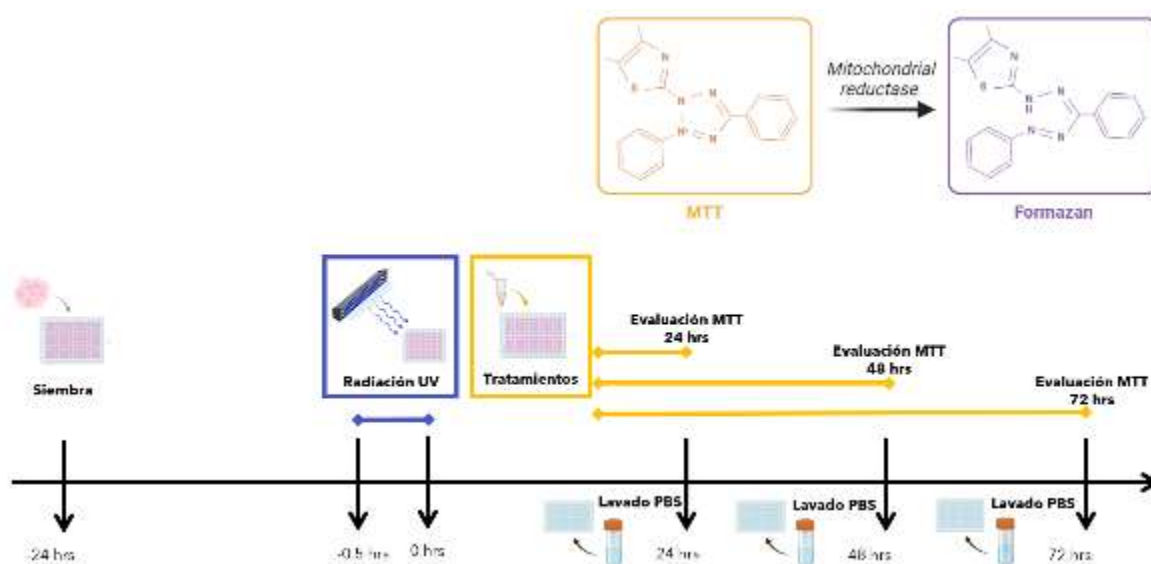 Mitochondrial
reductase
MTT
Formazan
Siembra
Radiación UV
Tratamientos
Evaluación MTT
24 hrs
Evaluación MTT
48 hrs
Evaluación MTT
72 hrs
Lavado PBS
Lavado PBS
Lavado PBS
-24 hrs
-0.5 hrs
0 hrs
24 hrs
48 hrs
72 hrs